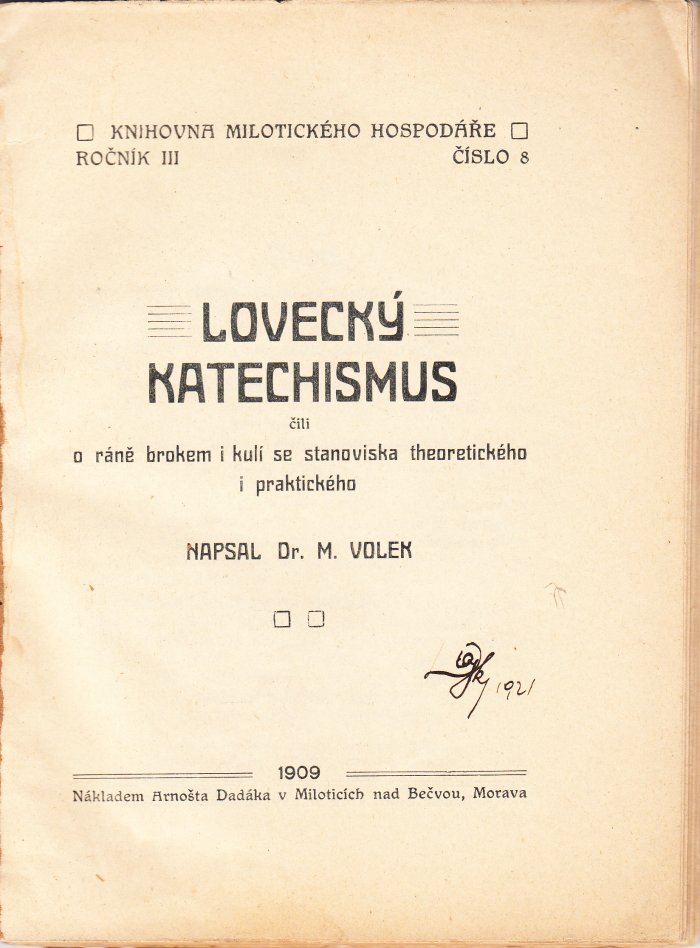 KNIHOVNA MILOTICKÉHO HOSPODÁŘE
ROČNÍK III ČÍSLO 8
LOVECKÝ
KATECHISMUS
čili
o ráně brokem i kulí se stanoviska theoretického
i praktického
NAPSAL Dr. M. VOLEK
1921
1909
Nákladem Arnošta Dadáka v Miloticích nad Bečvou, Morava